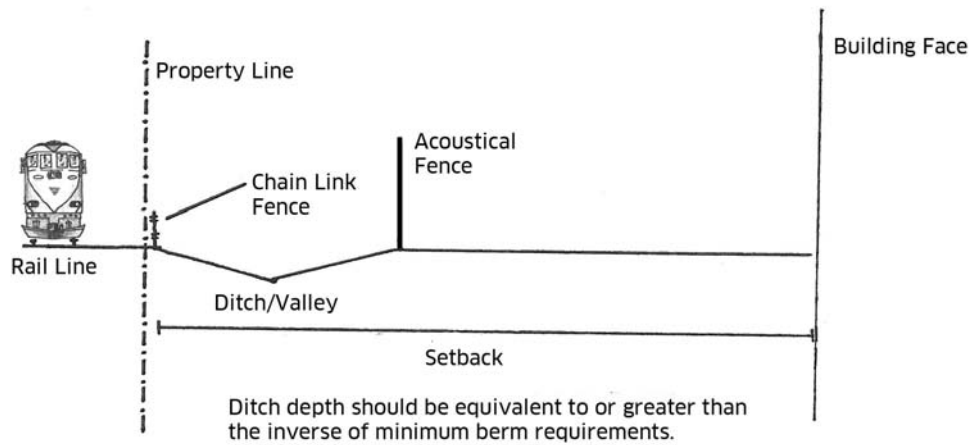 Building Face
Property Line
Acoustical
Fence
Chain Link
Fence
Rail Line
Ditch/Valley
Setback
Ditch depth should be equivalent to or greater than
the inverse of minimum berm requirements.